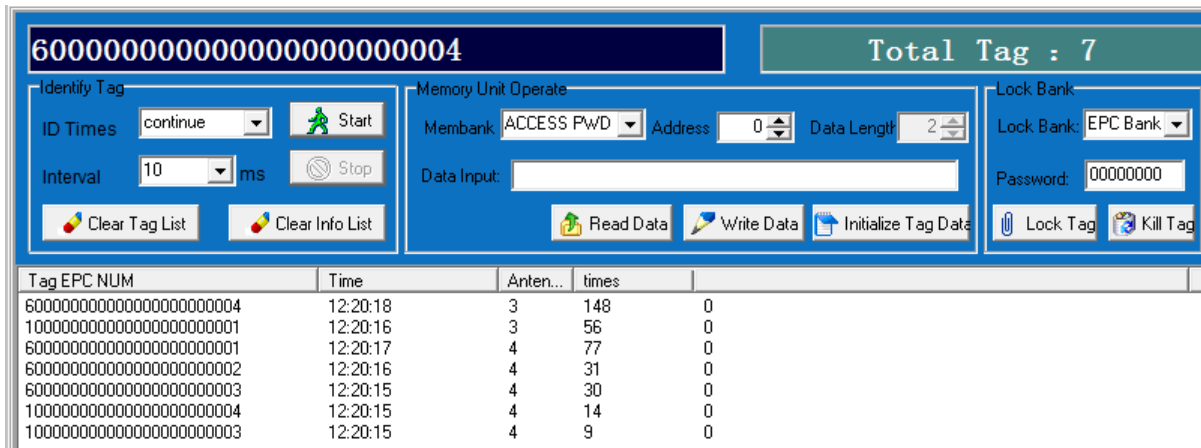 600000000000000000000004 Total Tag : 7
Identify Tag Memory Unit Operate Lock Bank
ID Times continue Start Membank ACCESS PWD Address 0 Data Length 2 Lock Bank: EPC Bank
Interval 10 ms Stop Data Input: Password: 00000000
Clear Tag List Clear Info List Read Data Write Data Initialize Tag Data Lock Tag Kill Tag
Tag EPC NUM Time Anten... times
600000000000000000000004 12:20:18 3 148 0
100000000000000000000001 12:20:16 3 56 0
600000000000000000000001 12:20:17 4 77 0
600000000000000000000002 12:20:16 4 31 0
600000000000000000000003 12:20:15 4 30 0
100000000000000000000004 12:20:15 4 14 0
100000000000000000000003 12:20:15 4 9 0